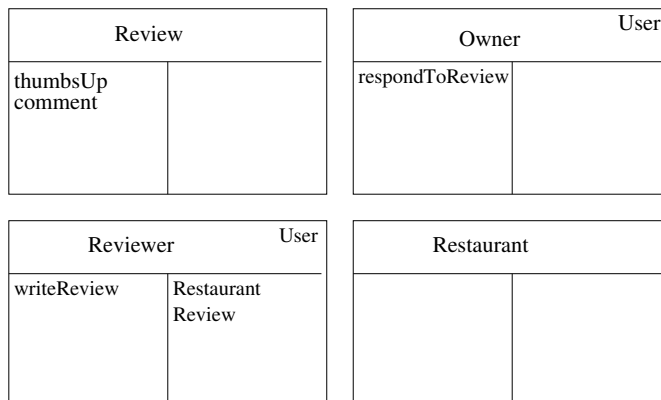 Review
thumbsUp
comment
Owner
User
respondToReview
Reviewer
User
writeReview
Restaurant
Review
Restaurant